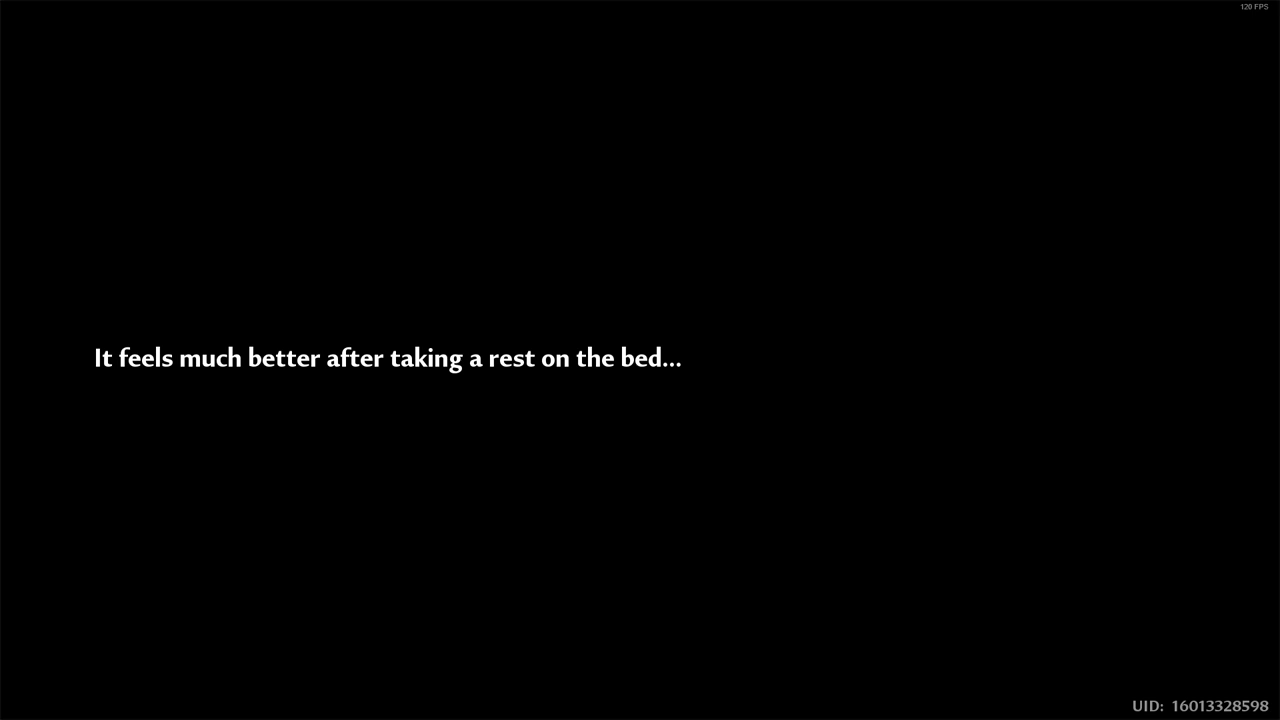 120 FPS
It feels much better after taking a rest on the bed...
UID: 16013328598